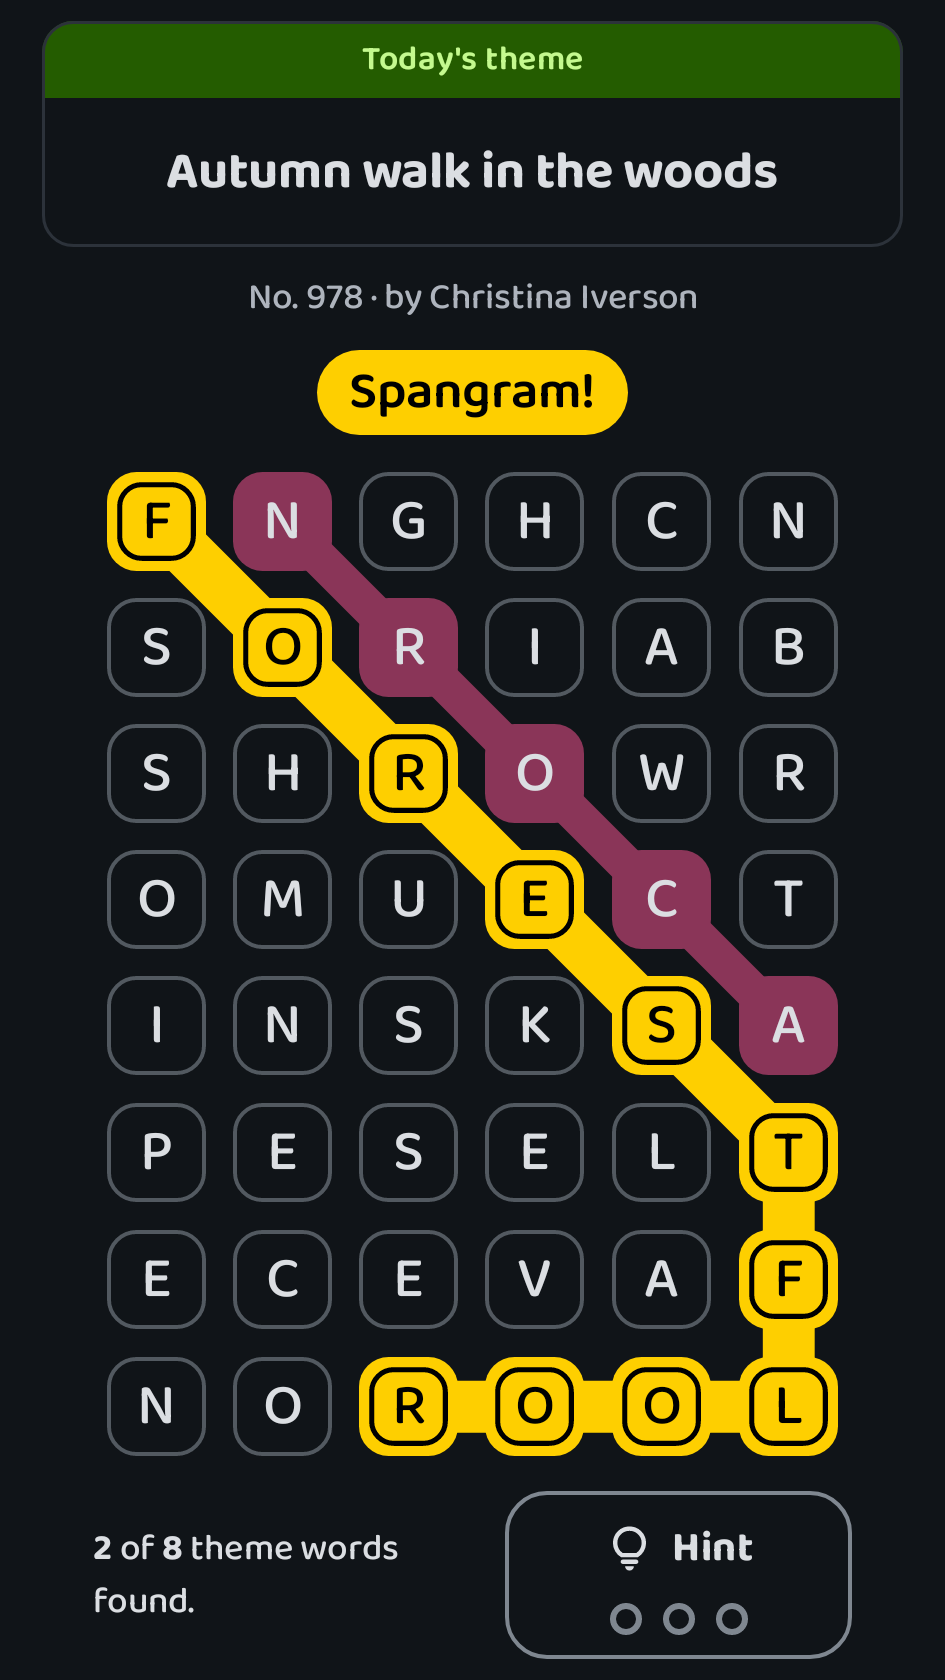 Today's theme
Autumn walk in the woods
No. 978 · by Christina Iverson
Spangram!
F N G H C N
S O R I A B
S H R O W R
O M U E C T
I N S K S A
P E S E L T
E C E V A F
N O R O O L
2 of 8 theme words
found.
Hint